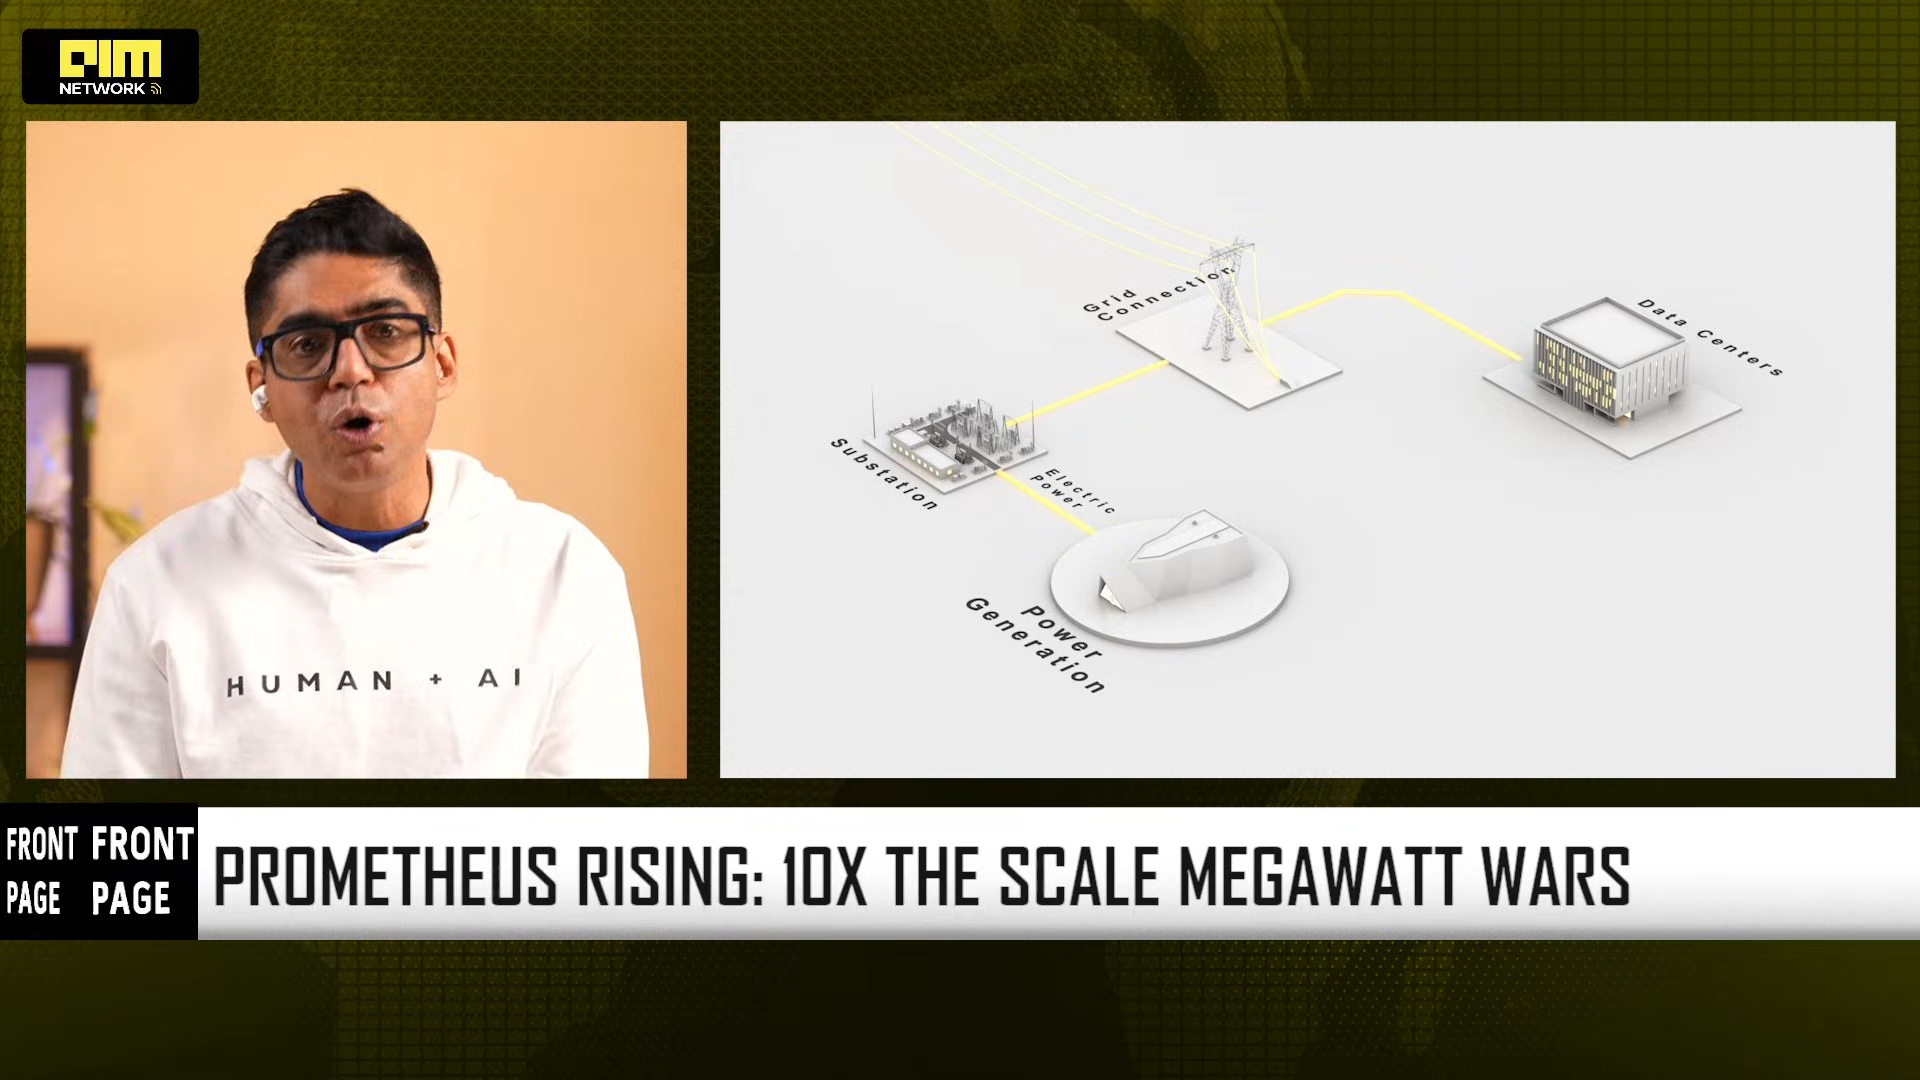 AIM
NETWORK
HUMAN + AI
Grid
Connection
Data Centers
Substation
Electric
Power
Power
Generation
FRONT FRONT
PAGE PAGE
PROMETHEUS RISING: 10X THE SCALE MEGAWATT WARS